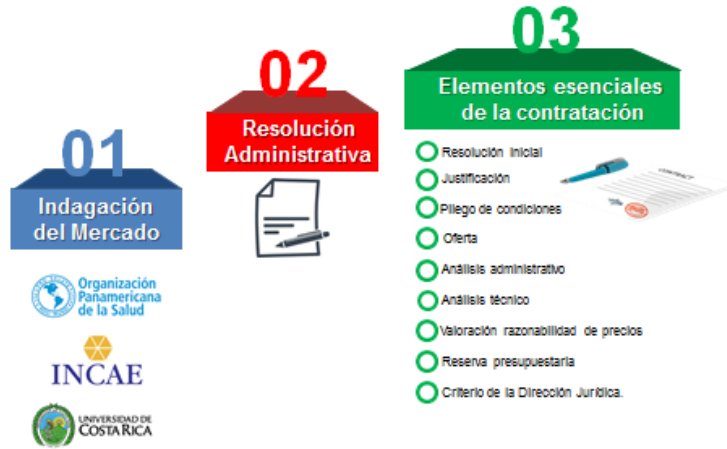 01
Indagación
del Mercado
Organización
Panamericana
de la Salud
INCAE
UNIVERSIDAD DE
COSTA RICA
02
Resolución
Administrativa
03
Elementos esenciales
de la contratación
Resolución Inicial
Justificación
Pliego de condiciones
Oferta
Análisis administrativo
Análisis técnico
Valoración razonabilidad de precios
Reserva presupuestaria
Criterio de la Dirección Jurídica.
CONTRACT